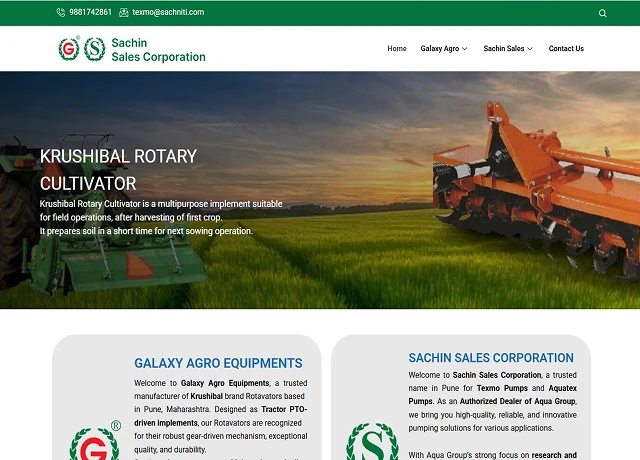 9881742861 texmo@sachniti.com
G ® S Sachin
Sales Corporation
Home Galaxy Agro Sachin Sales Contact Us
KRUSHIBAL ROTARY
CULTIVATOR
Krushibal Rotary Cultivator is a multipurpose implement suitable
for field operations, after harvesting of first crop.
It prepares soil in a short time for next sowing operation.
GALAXY AGRO EQUIPMENTS
Welcome to Galaxy Agro Equipments, a trusted
manufacturer of Krushibal brand Rotavators based
in Pune, Maharashtra. Designed as Tractor PTO-
driven implements, our Rotavators are recognized
for their robust gear-driven mechanism, exceptional
quality, and durability.
G ®
SACHIN SALES CORPORATION
Welcome to Sachin Sales Corporation, a trusted
name in Pune for Texmo Pumps and Aquatex
Pumps. As an Authorized Dealer of Aqua Group,
we bring you high-quality, reliable, and innovative
pumping solutions for various applications.
With Aqua Group's strong focus on research and
S